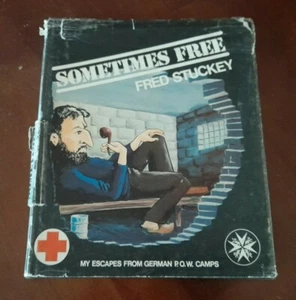 SOMETIMES FREE
FRED STUCKEY
MY ESCAPES FROM GERMAN P.O.W. CAMPS